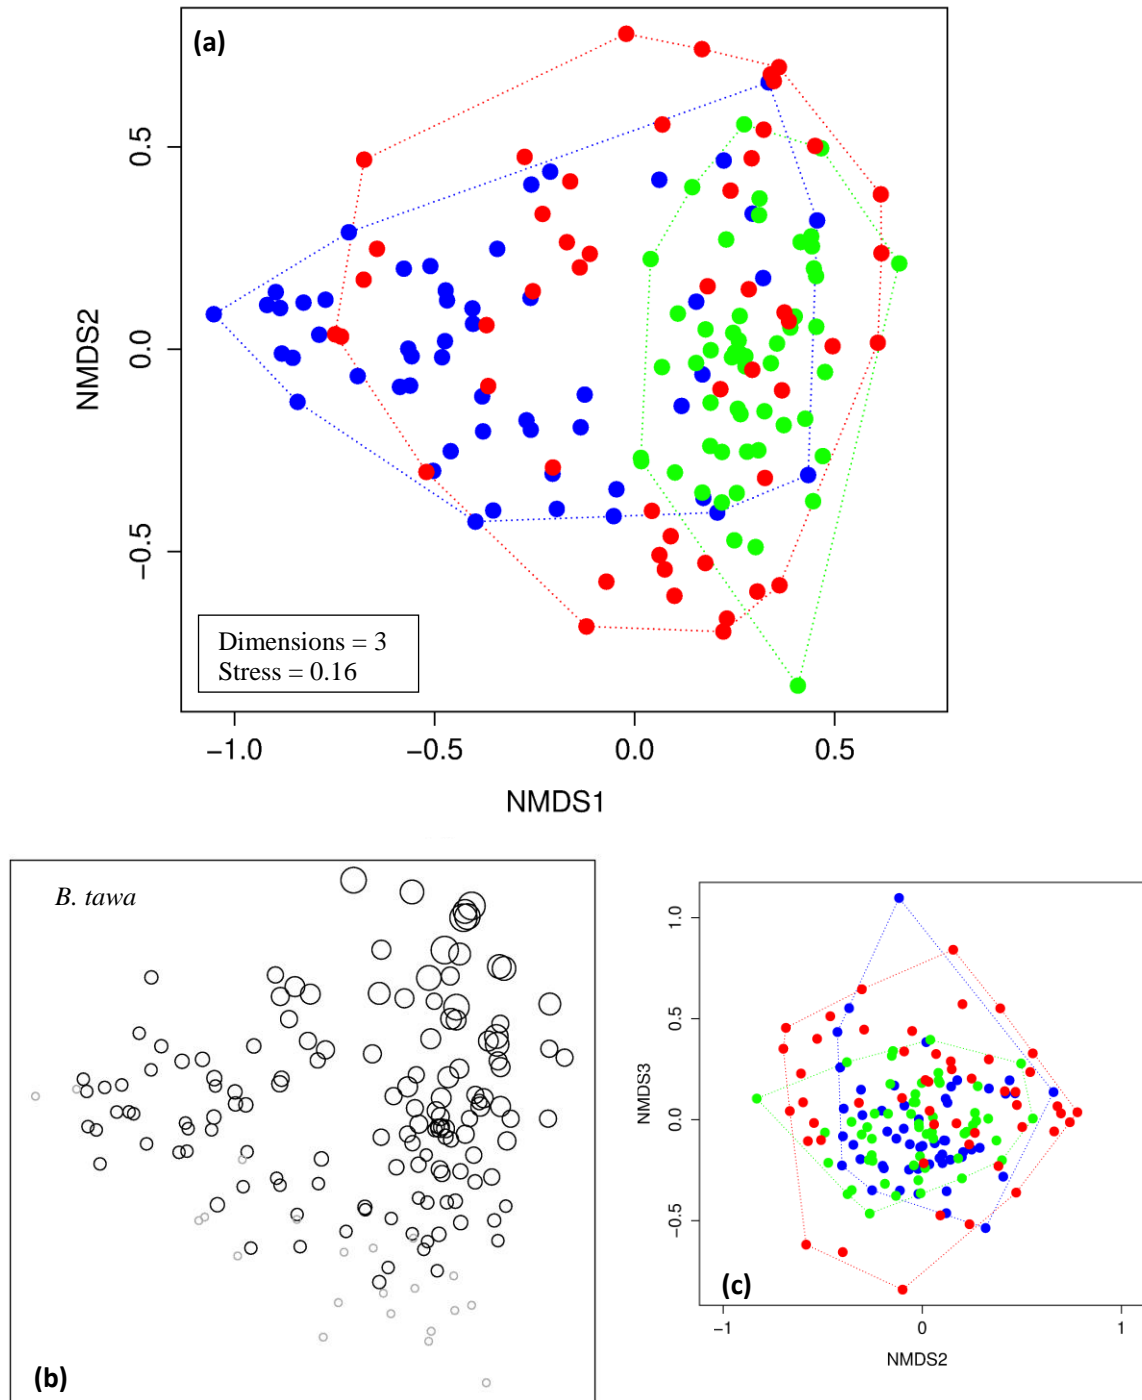 (a)
NMDS2
0.5
0.0
−0.5
Dimensions = 3
Stress = 0.16
−1.0 −0.5 0.0 0.5
NMDS1
B. tawa
(b)
NMDS3
1.0
0.5
0.0
−0.5
(c)
−1 0 1
NMDS2